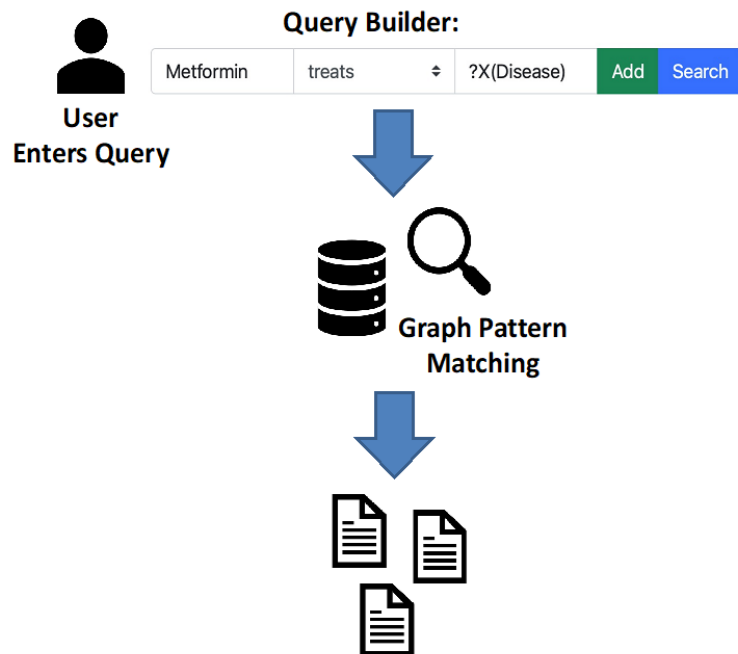 Query Builder:
Metformin treats ?X(Disease) Add Search
User
Enters Query
Graph Pattern
Matching